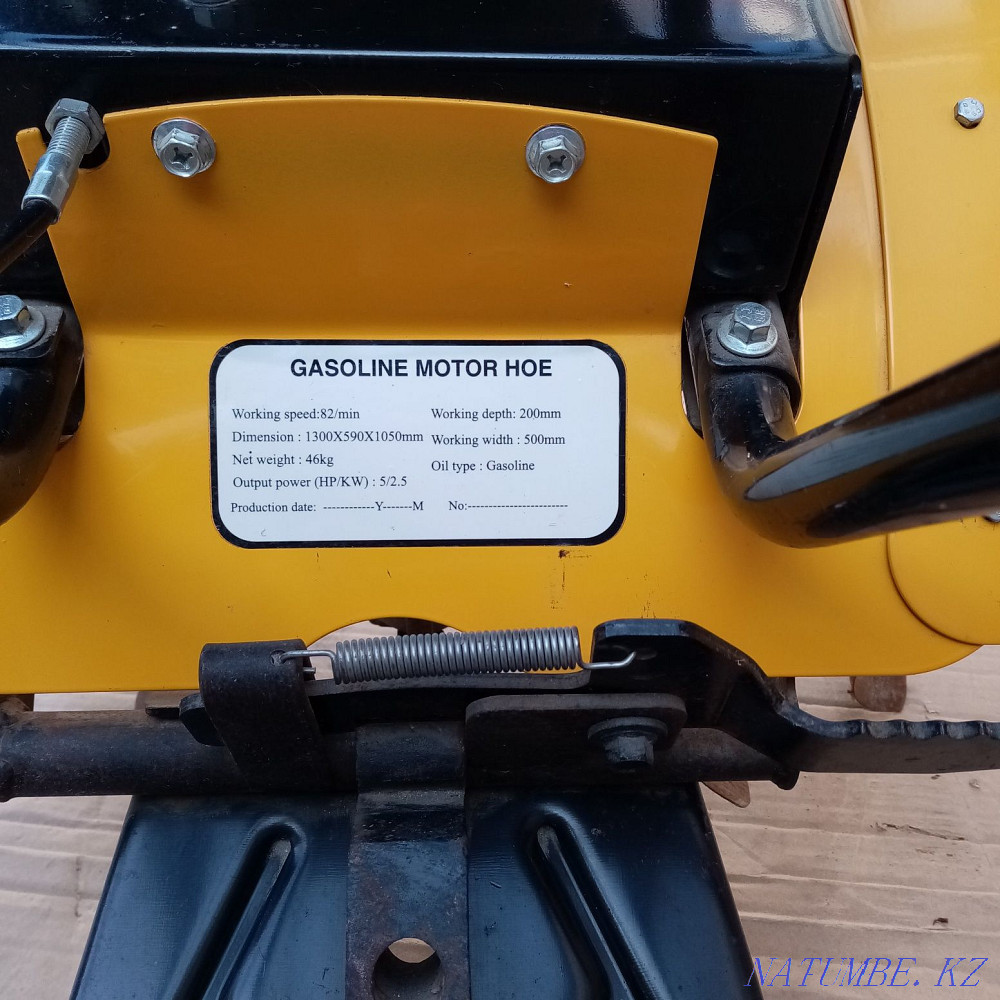 GASOLINE MOTOR HOE
Working speed:82/min
Working depth: 200mm
Dimension : 1300X590X1050mm
Working width : 500mm
Net weight : 46kg
Oil type : Gasoline
Output power (HP/KW) : 5/2.5
Production date: ------------Y-------M No:------------------------
NATUMBE. KZ